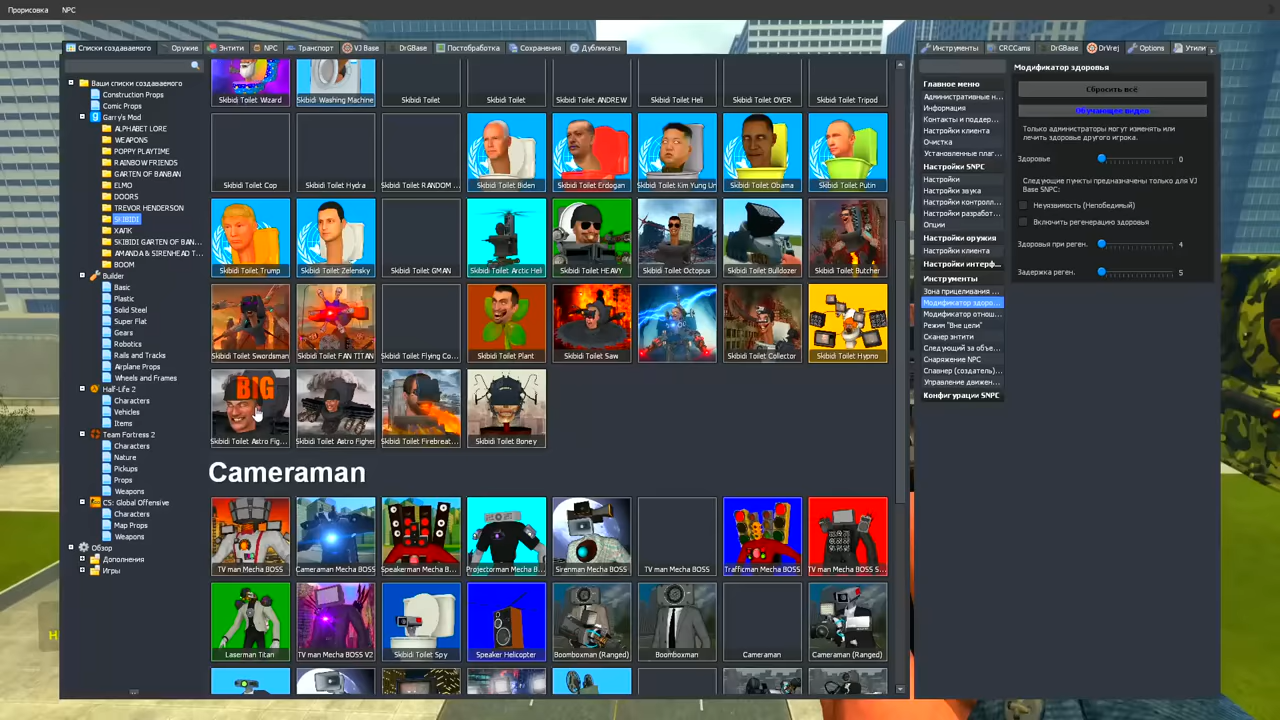 Прорисовка NPC
Списки создаваемого Оружие Энтити NPC Транспорт VJ Base DrGBase Постобработка Сохранения Дубликаты
Инструменты CRCCams DrGBase DrVrej Options Утили
Ваши списки создаваемого
Construction Props
Comic Props
Garry's Mod
ALPHABET LORE
WEAPONS
POPPY PLAYTIME
RAINBOW FRIENDS
GARTEN OF BANBAN
ELMO
DOORS
TREVOR HENDERSON
SKIBIDI
ХАГК
SKIBIDI GARTEN OF BAN...
AMANDA & SIRENHEAD T...
BOOM
Builder
Basic
Plastic
Solid Steel
Super Flat
Gears
Robotics
Rails and Tracks
Airplane Props
Wheels and Frames
Half-Life 2
Characters
Vehicles
Items
Team Fortress 2
Characters
Nature
Pickups
Props
Weapons
CS: Global Offensive
Characters
Map Props
Weapons
Обзор
Дополнения
Игры
Skibidi Toilet Wizard Skibidi Washing Machine Skibidi Toilet Skibidi Toilet Skibidi Toilet ANDREW Skibidi Toilet Heli Skibidi Toilet OVER Skibidi Toilet Tripod
Skibidi Toilet Cop Skibidi Toilet Hydra Skibidi Toilet RANDOM ... Skibidi Toilet Biden Skibidi Toilet Erdogan Skibidi Toilet Kim Yung Un Skibidi Toilet Obama Skibidi Toilet Putin
Skibidi Toilet Trump Skibidi Toilet Zelensky Skibidi Toilet GMAN Skibidi Toilet Arctic Heli Skibidi Toilet HEAVY Skibidi Toilet Octopus Skibidi Toilet Bulldozer Skibidi Toilet Butcher
Skibidi Toilet Swordsman Skibidi Toilet FAN TITAN Skibidi Toilet Flying Co... Skibidi Toilet Plant Skibidi Toilet Saw Skibidi Toilet Collector Skibidi Toilet Hypno
BIG
Skibidi Toilet Astro Fig... Skibidi Toilet Astro Figher Skibidi Toilet Firebreat... Skibidi Toilet Boney
Cameraman
TV man Mecha BOSS Cameraman Mecha BOSS Speakerman Mecha B... Projectorman Mecha B... Sirenman Mecha BOSS TV man Mecha BOSS Trafficman Mecha BOSS TV man Mecha BOSS S...
Laserman Titan TV man Mecha BOSS V2 Skibidi Toilet Spy Speaker Helicopter Boomboxman (Ranged) Boomboxman Cameraman Cameraman (Ranged)
Главное меню
Административные н...
Информация
Контакты и поддер...
Настройки клиента
Очистка
Установленные плаг...
Настройки SNPC
Настройки
Настройки звука
Настройки контролл...
Настройки разработ...
Опции
Настройки оружия
Настройки клиента
Настройки интерф...
Инструменты
Зона прицеливания ...
Модификатор здоро...
Модификатор отнош...
Режим "Вне цели"
Сканер энтити
Следующий за объе...
Снаряжение NPC
Спавнер (создатель)...
Управление движен...
Конфигурации SNPC
Модификатор здоровья
Сбросить всё
Обучающее видео
Только администраторы могут изменять или
лечить здоровье другого игрока.
Здоровье 0
Следующие пункты предназначены только для VJ
Base SNPC:
Неуязвимость (Непобедимый)
Включить регенерацию здоровья
Здоровья при реген. 4
Задержка реген. 5
H